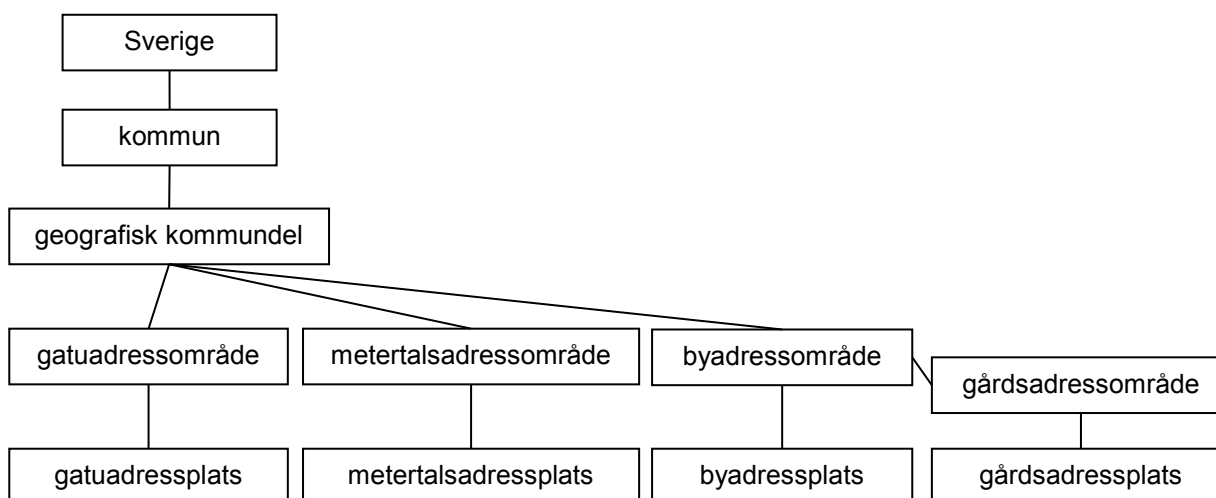 Sverige
kommun
geografisk kommundel
gatuadressområde
metertalsadressområde
byadressområde
gårdsadressområde
gatuadressplats
metertalsadressplats
byadressplats
gårdsadressplats